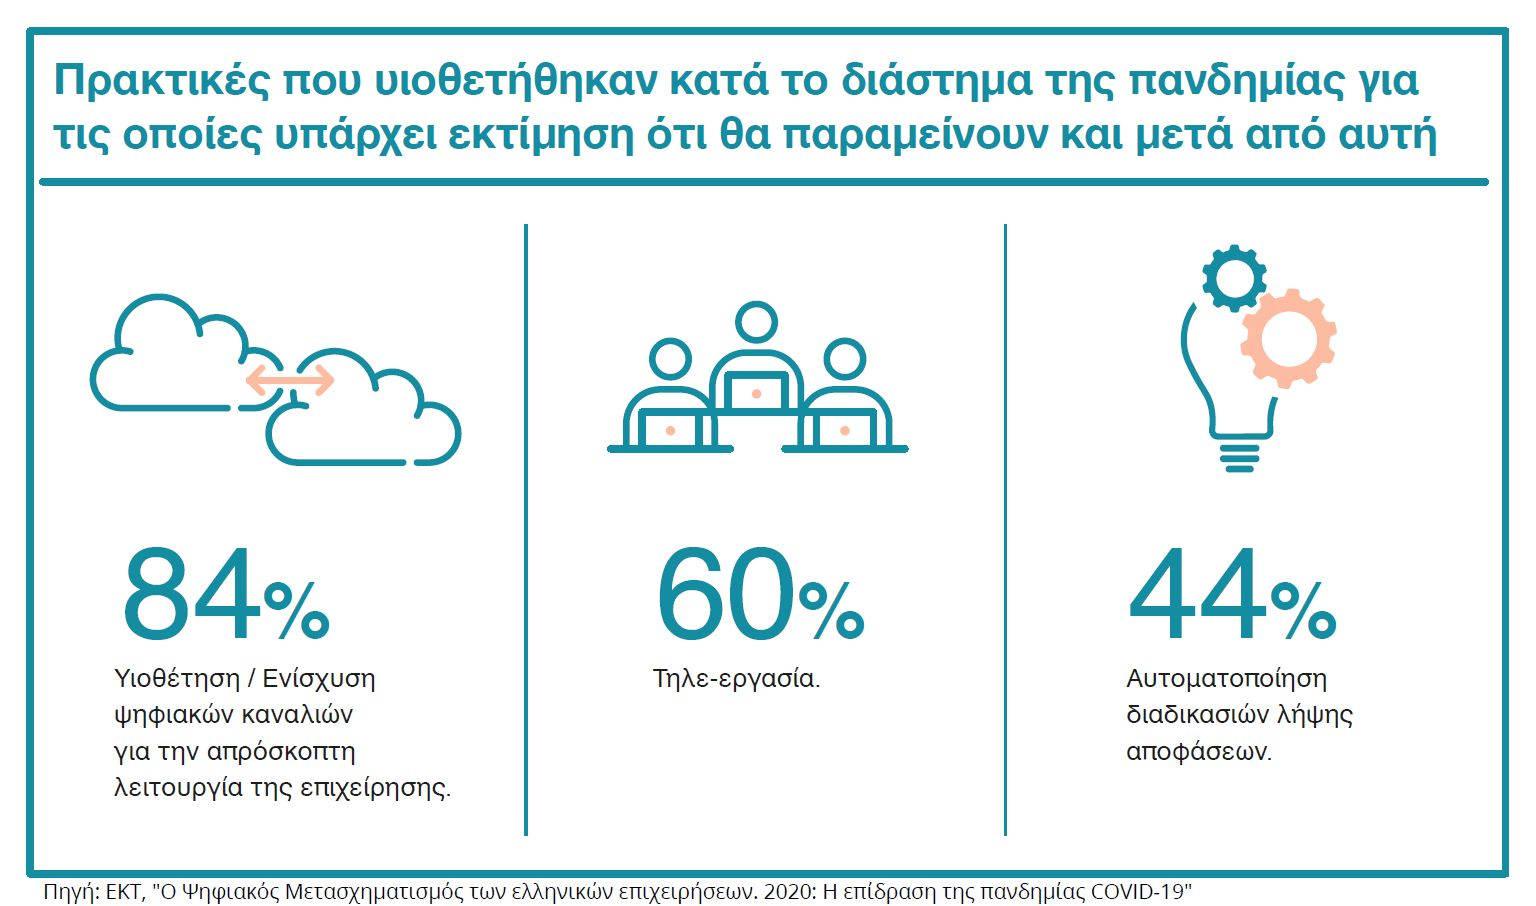 Πρακτικές που υιοθετήθηκαν κατά το διάστημα της πανδημίας για
τις οποίες υπάρχει εκτίμηση ότι θα παραμείνουν και μετά από αυτή
84%
Υιοθέτηση / Ενίσχυση
ψηφιακών καναλιών
για την απρόσκοπτη
λειτουργία της επιχείρησης.
60%
Τηλε-εργασία.
44%
Αυτοματοποίηση
διαδικασιών λήψης
αποφάσεων.
Πηγή: ΕΚΤ, "Ο Ψηφιακός Μετασχηματισμός των ελληνικών επιχειρήσεων. 2020: Η επίδραση της πανδημίας COVID-19"